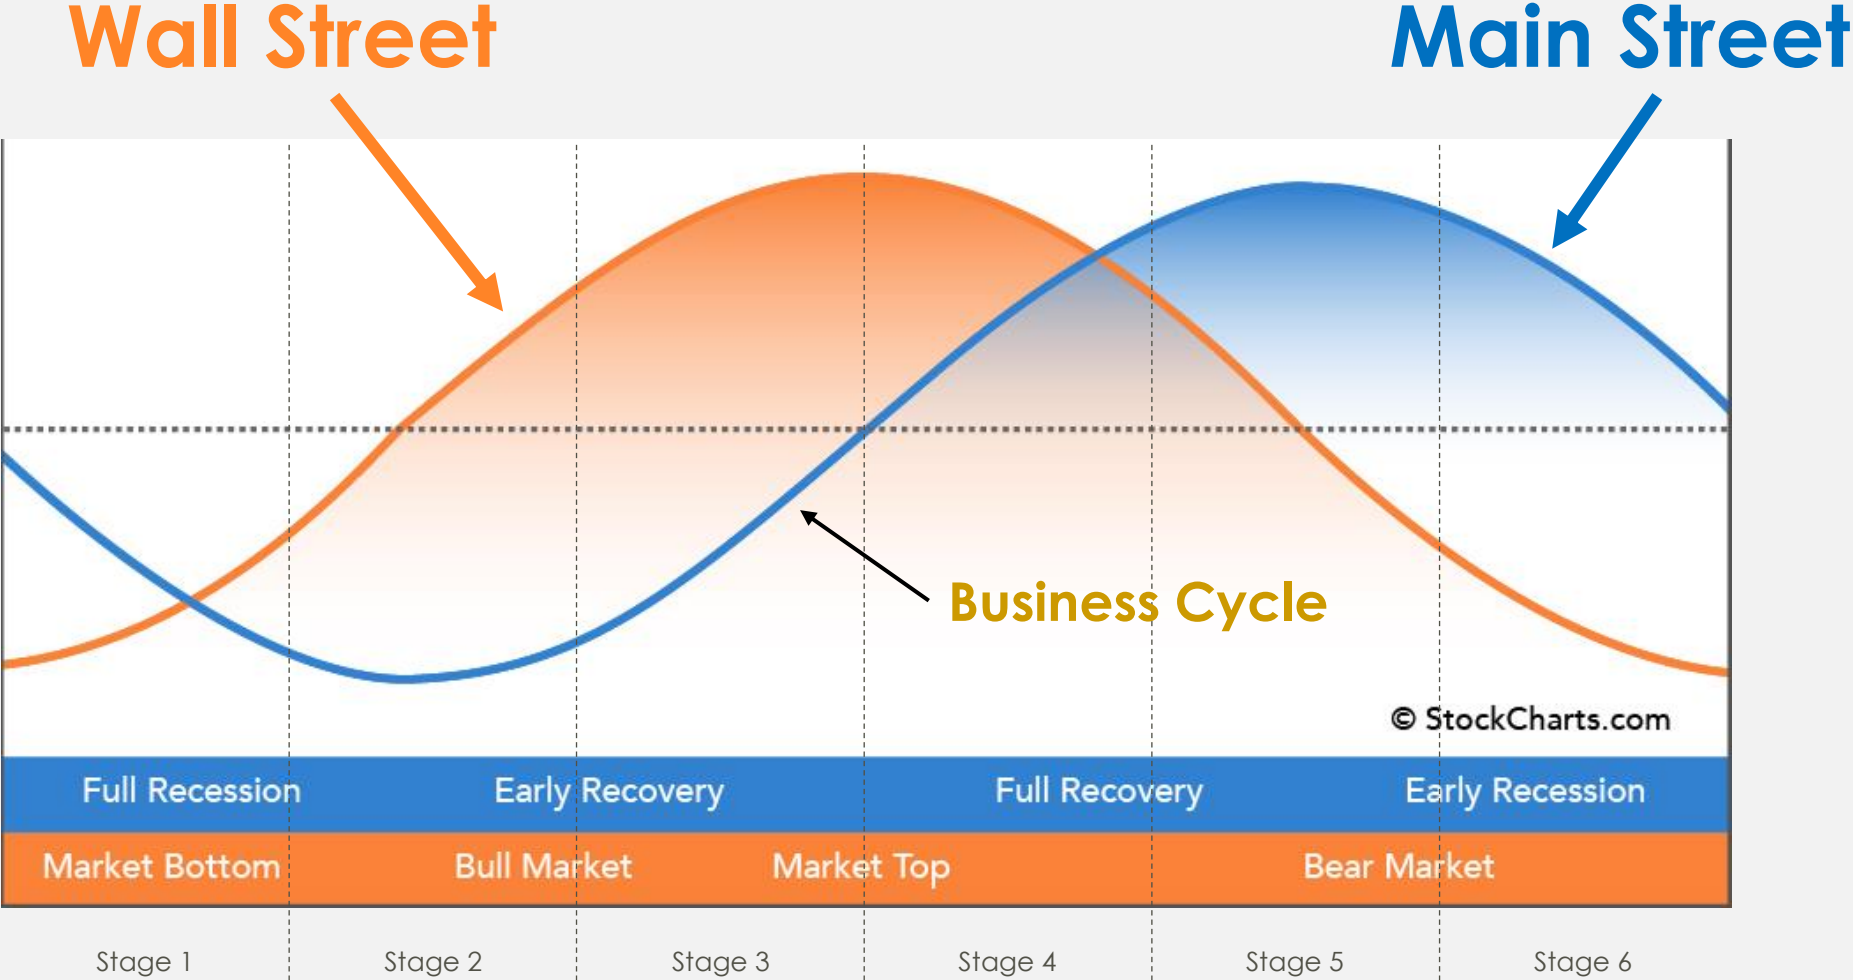 Wall Street
Main Street
Business Cycle
© StockCharts.com
Full Recession Early Recovery Full Recovery Early Recession
Market Bottom Bull Market Market Top Bear Market
Stage 1 Stage 2 Stage 3 Stage 4 Stage 5 Stage 6